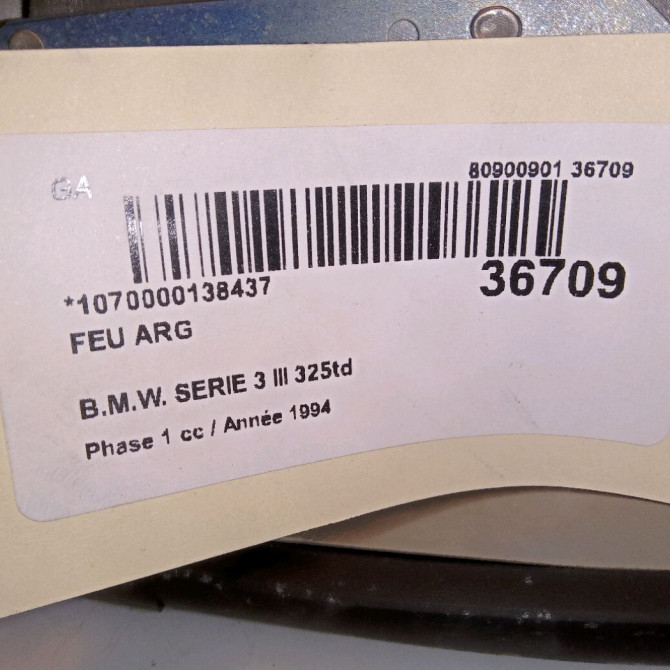 GA
80900901 36709
*1070000138437
36709
FEU ARG
B.M.W. SERIE 3 III 325td
Phase 1 cc / Année 1994